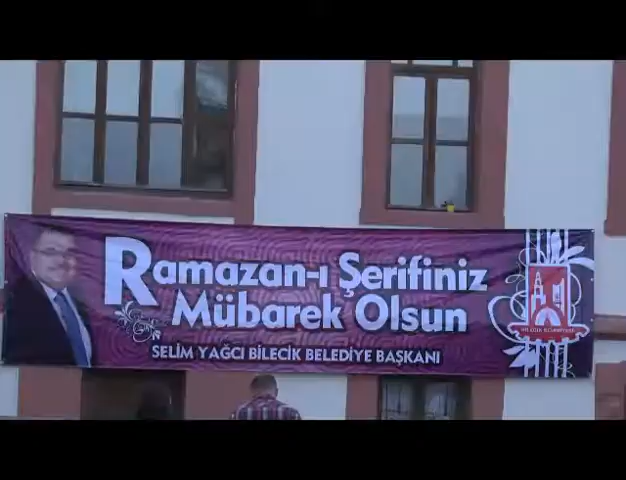 Ramazan-ı Şerifiniz
Mübarek Olsun
SELİM YAĞCI BİLECİK BELEDİYE BAŞKANI